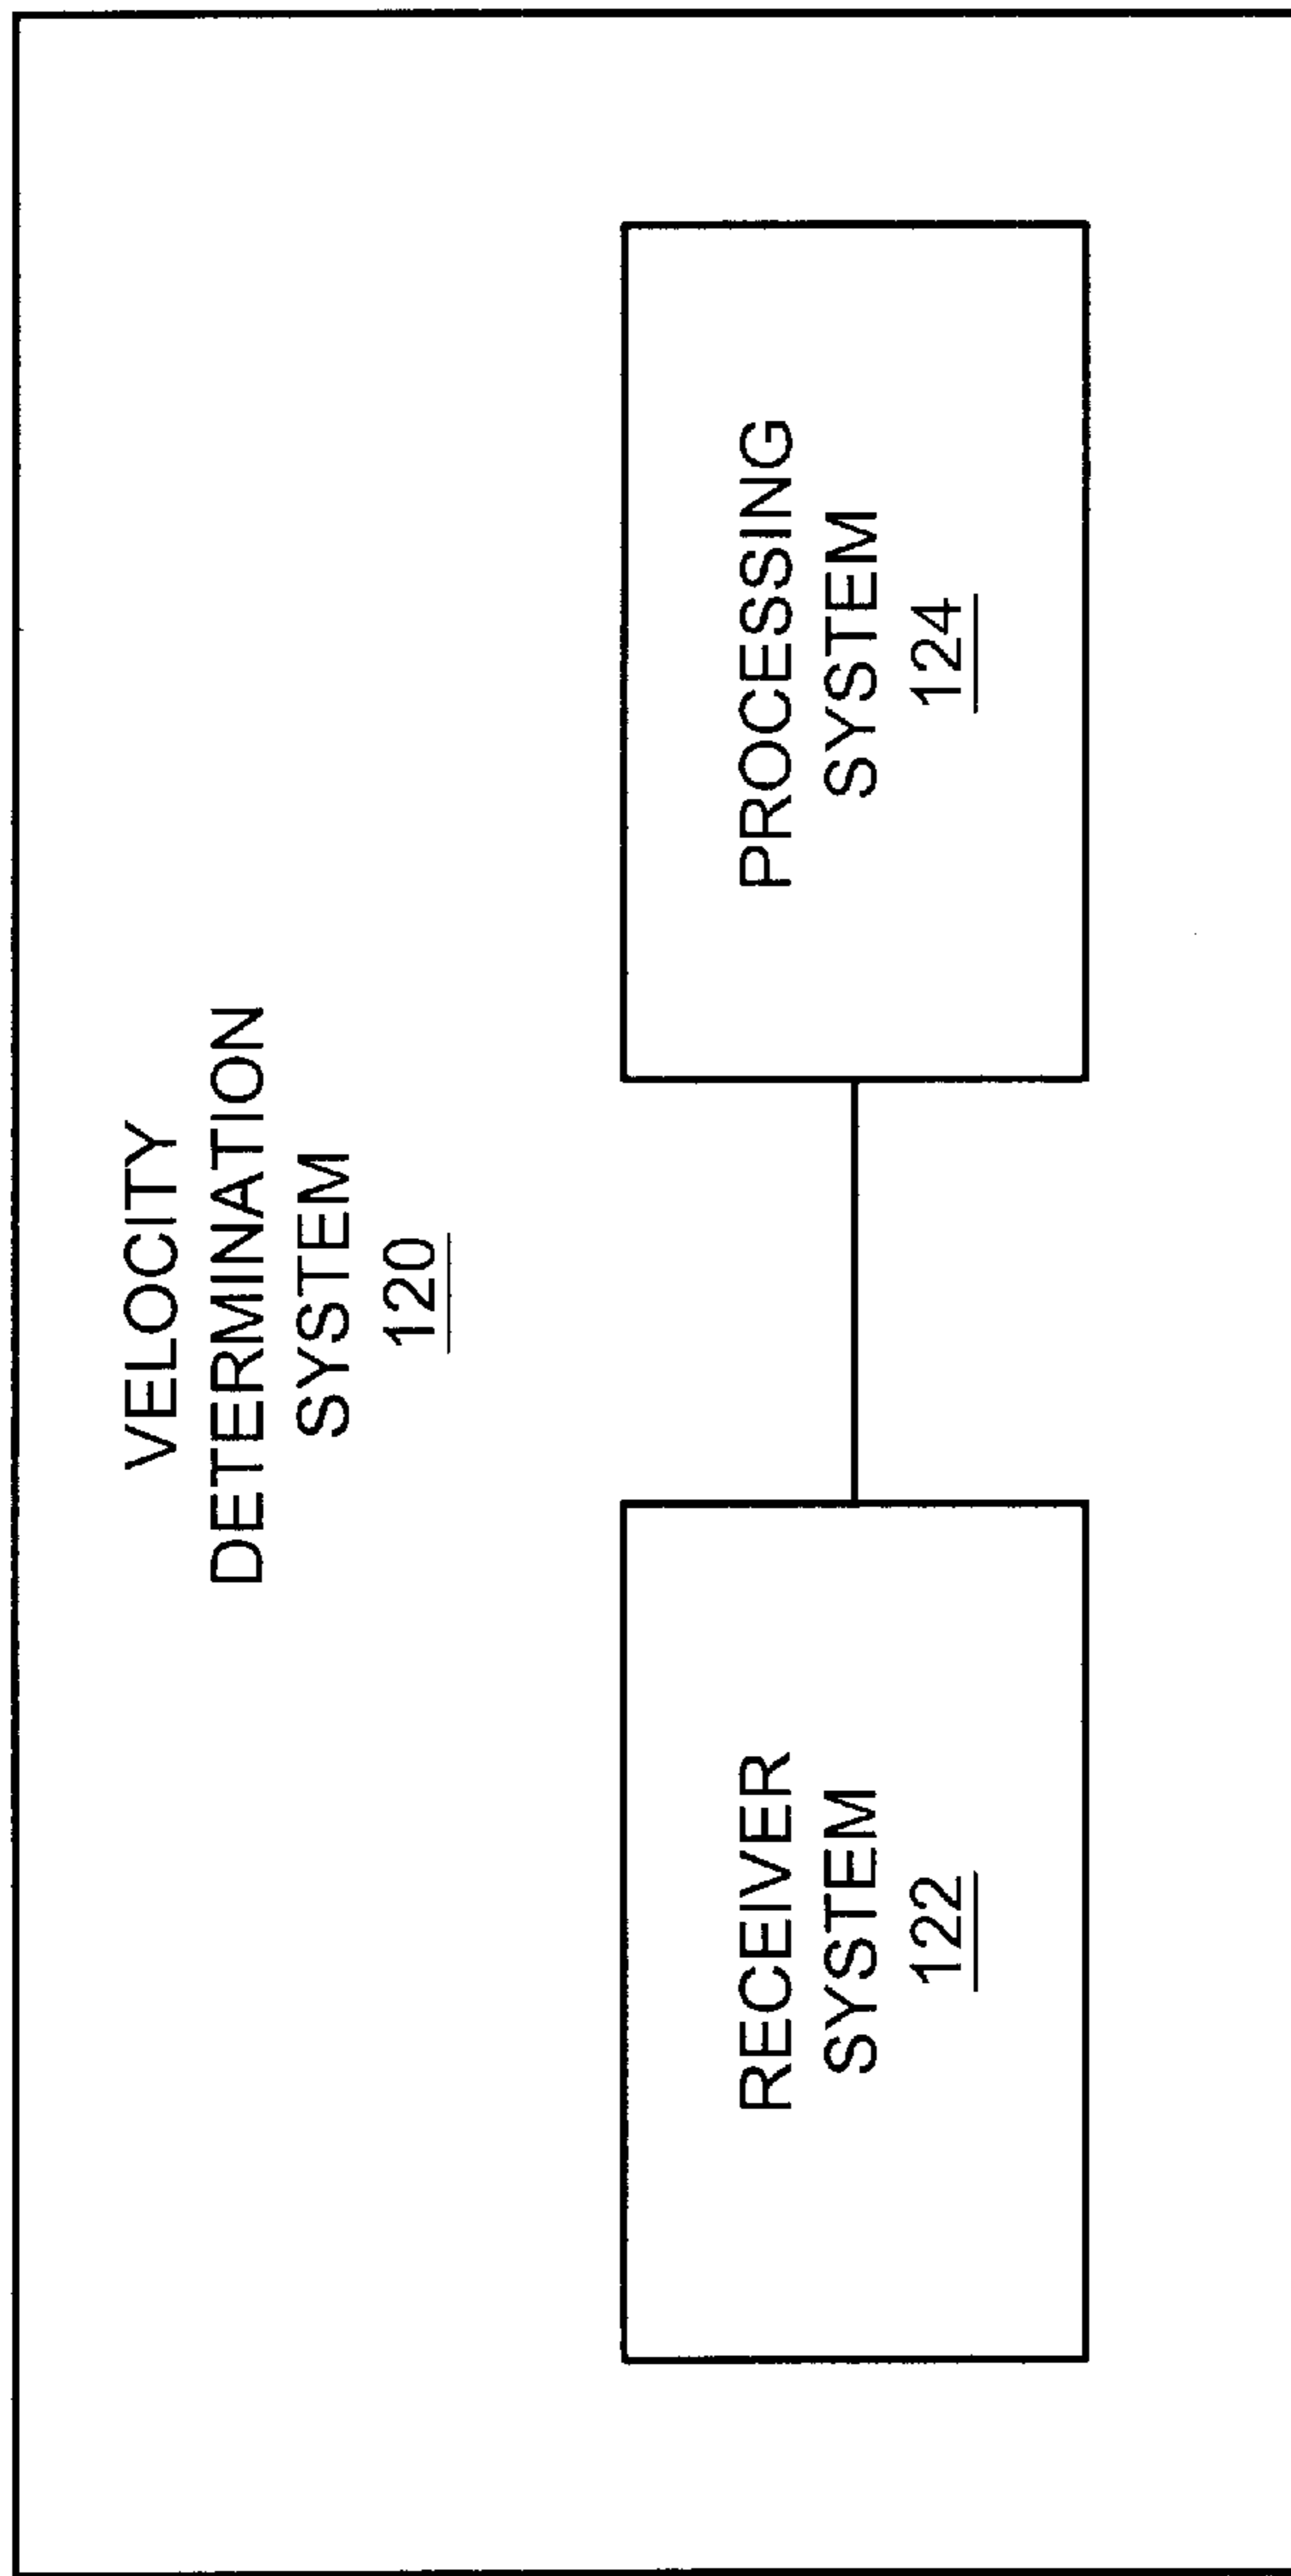 VELOCITY
DETERMINATION
SYSTEM
120
RECEIVER
SYSTEM
122
PROCESSING
SYSTEM
124